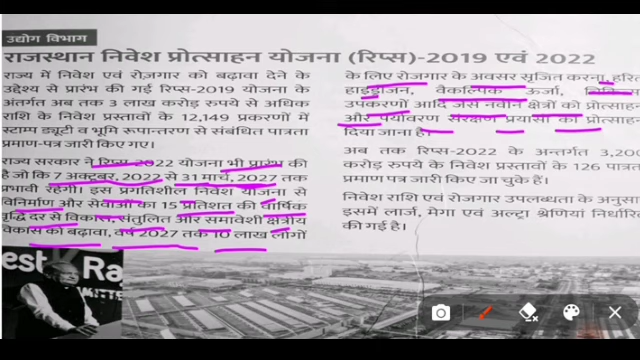 उद्योग विभाग
राजस्थान निवेश प्रोत्साहन योजना (रिप्स)-2019 एवं 2022
राज्य में निवेश एवं रोज़गार को बढ़ावा देने के
उद्देश्य से प्रारंभ की गई रिप्स-2019 योजना के
अंतर्गत अब तक 3 लाख करोड़ रुपये से अधिक
राशि के निवेश प्रस्तावों के 12,149 प्रकरणों में
स्टाम्प ड्यूटी व भूमि रूपान्तरण से संबंधित पात्रता
प्रमाण-पत्र जारी किए गए।
राज्य सरकार ने रिप्स 2022 योजना भी प्रारंभ की
है जो कि 7 अक्टूबर, 2022 से 31 मार्च, 2027 तक
प्रभावी रहेगी। इस प्रगतिशील निवेश योजना से
विनिर्माण और सेवाओं का 15 प्रतिशत की वार्षिक
वृद्धि दर से विकास, संतुलित और समावेशी क्षेत्रीय
विकास को बढ़ावा, वर्ष 2027 तक 10 लाख लोगों
के लिए रोजगार के अवसर सृजित करना, हरित
हाइड्रोजन, वैकल्पिक ऊर्जा,
उपकरणों आदि जैसे नवीन क्षेत्रों को प्रोत्साहन
और पर्यावरण संरक्षण प्रयासों को प्रोत्साहन
दिया जाना है।
अब तक रिप्स-2022 के अन्तर्गत 3,200
करोड़ रुपये के निवेश प्रस्तावों के 126 पात्रता
प्रमाण पत्र जारी किए जा चुके हैं।
निवेश राशि एवं रोजगार उपलब्धता के अनुसार
इसमें लार्ज, मेगा एवं अल्ट्रा श्रेणियां निर्धारित
की गई है।
est Ra